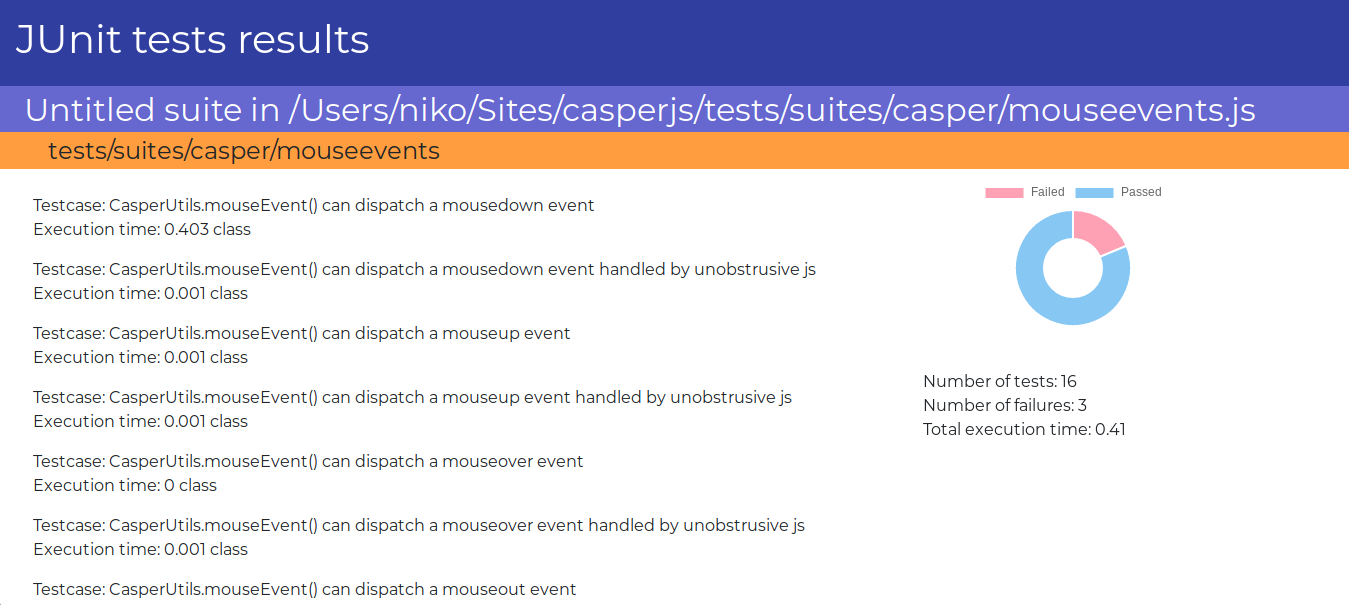 JUnit tests results
Untitled suite in /Users/niko/Sites/casperjs/tests/suites/casper/mouseevents.js
tests/suites/casper/mouseevents
Testcase: CasperUtils.mouseEvent() can dispatch a mousedown event
Execution time: 0.403 class
Testcase: CasperUtils.mouseEvent() can dispatch a mousedown event handled by unobstrusive js
Execution time: 0.001 class
Testcase: CasperUtils.mouseEvent() can dispatch a mouseup event
Execution time: 0.001 class
Testcase: CasperUtils.mouseEvent() can dispatch a mouseup event handled by unobstrusive js
Execution time: 0.001 class
Testcase: CasperUtils.mouseEvent() can dispatch a mouseover event
Execution time: 0 class
Testcase: CasperUtils.mouseEvent() can dispatch a mouseover event handled by unobstrusive js
Execution time: 0.001 class
Testcase: CasperUtils.mouseEvent() can dispatch a mouseout event
Failed Passed
Number of tests: 16
Number of failures: 3
Total execution time: 0.41